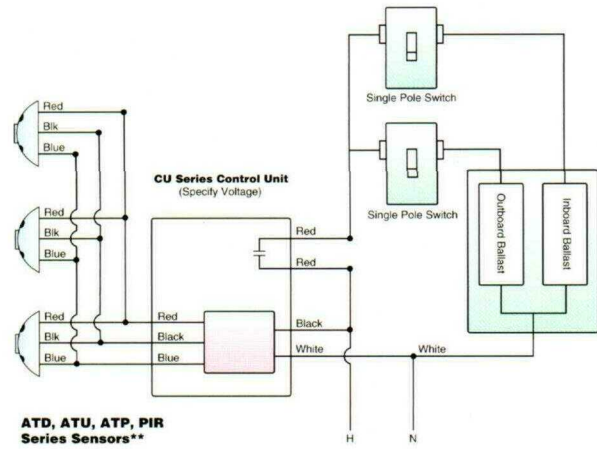 Single Pole Switch
Red
Blk
Blue
CU Series Control Unit
(Specify Voltage)
Single Pole Switch
Outboard Ballast
Inboard Ballast
Red
Blk
Blue
Red
Red
Red
Blk
Blue
Red
Black
Blue
Black
White
White
ATD, ATU, ATP, PIR
Series Sensors**
H
N